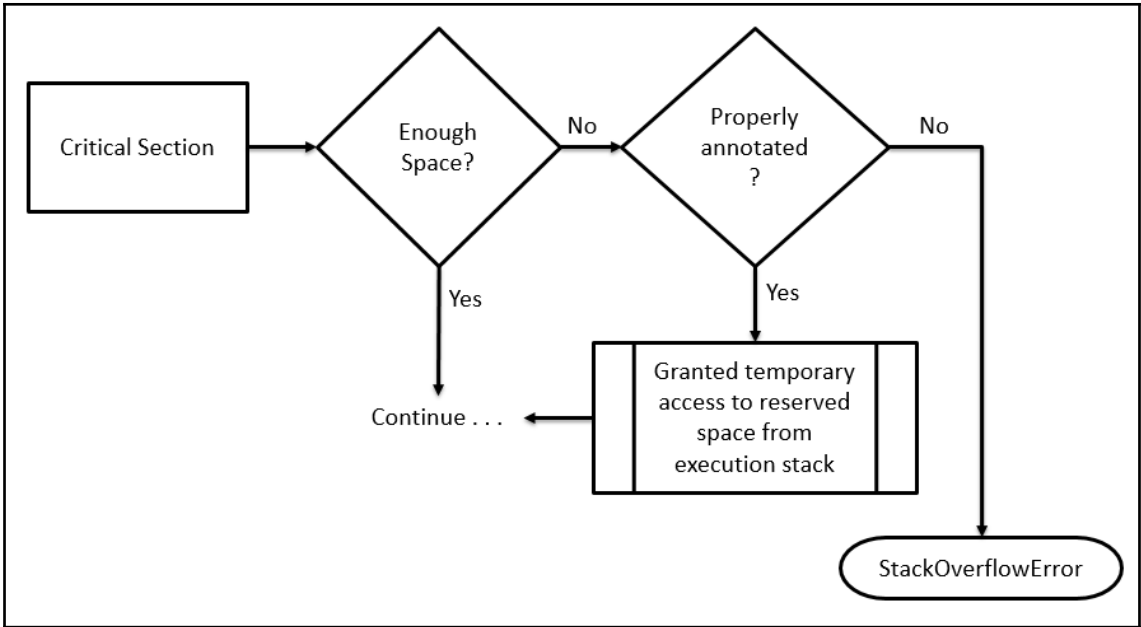 Critical Section
Enough
Space?
No
Properly
annotated
?
No
Yes
Yes
Granted temporary
access to reserved
space from
execution stack
Continue . . .
StackOverflowError